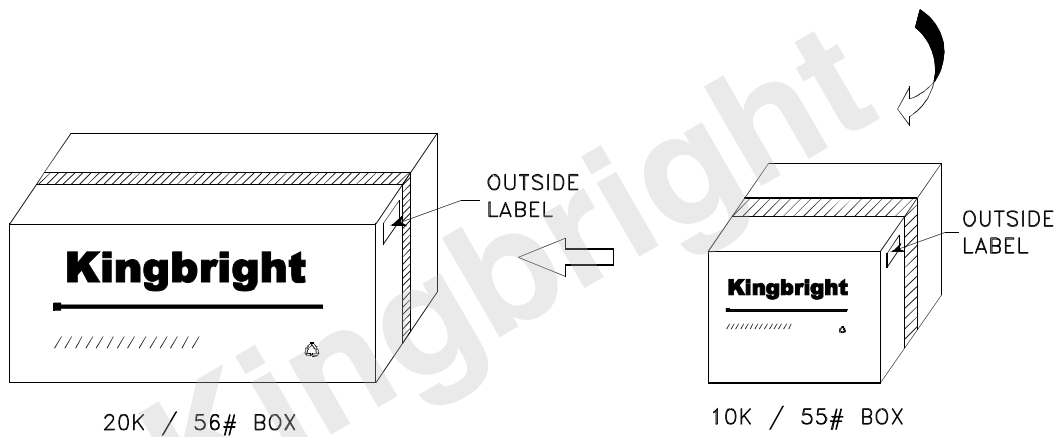 OUTSIDE
LABEL
Kingbright
20K / 56# BOX
OUTSIDE
LABEL
Kingbright
10K / 55# BOX
Kingbright